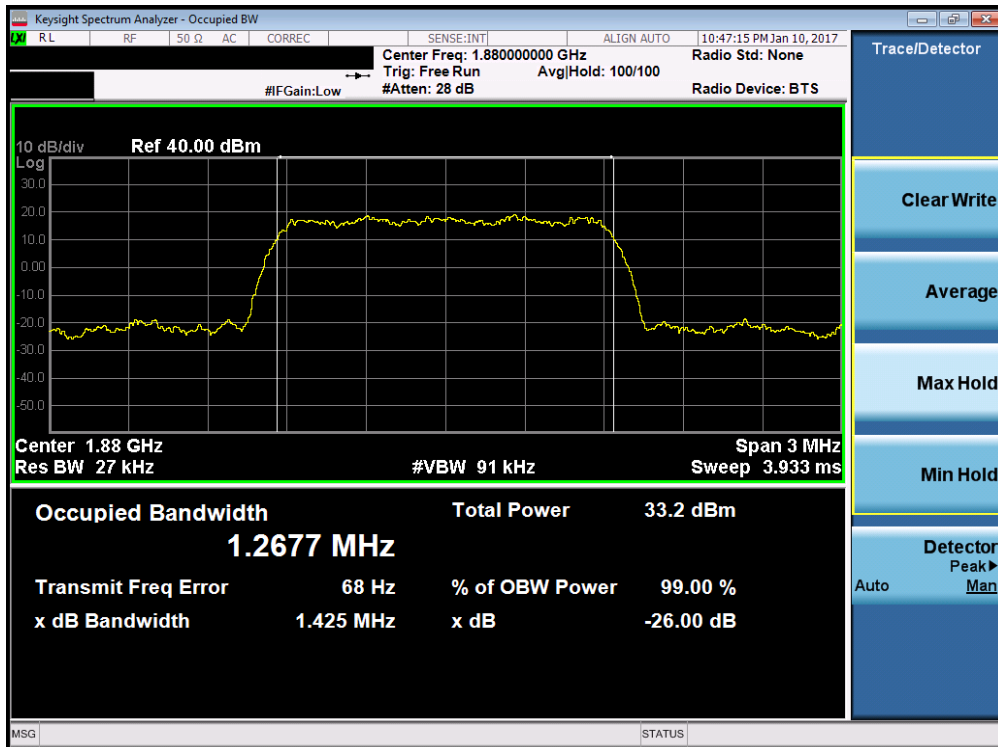 Keysight Spectrum Analyzer - Occupied BW
LXI RL RF 50 Ω AC CORREC SENSE:INT ALIGN AUTO 10:47:15 PM Jan 10, 2017
Center Freq: 1.880000000 GHz Radio Std: None
Trig: Free Run Avg|Hold: 100/100
#IFGain:Low #Atten: 28 dB Radio Device: BTS
10 dB/div Ref 40.00 dBm
Log
30.0
20.0
10.0
0.00
-10.0
-20.0
-30.0
-40.0
-50.0
Center 1.88 GHz Span 3 MHz
Res BW 27 kHz #VBW 91 kHz Sweep 3.933 ms
Occupied Bandwidth Total Power 33.2 dBm
1.2677 MHz
Transmit Freq Error 68 Hz % of OBW Power 99.00 %
x dB Bandwidth 1.425 MHz x dB -26.00 dB
MSG STATUS
Trace/Detector
Clear Write
Average
Max Hold
Min Hold
Detector
Peak▶
Auto Man